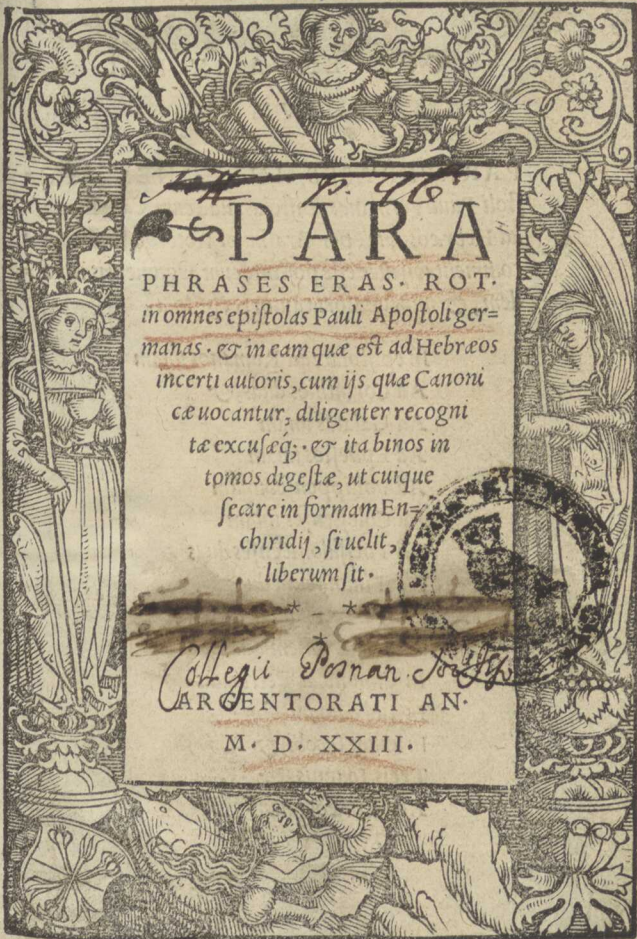 p. 96
PARA
PHRASES ERAS. ROT.
in omnes epiſtolas Pauli Apoſtoli ger=
manas. & in eam quæ eſt ad Hebræos
incerti autoris, cum ijs quæ Canoni
cæ uocantur, diligenter recogni
tæ excuſæq́;. & ita binos in
tomos digeſtæ, ut cuique
ſecare in formam En=
chiridij, ſi uelit,
liberum ſit.
* - *
*
Collegii Posnan.
ARGENTORATI AN.
M. D. XXIII.